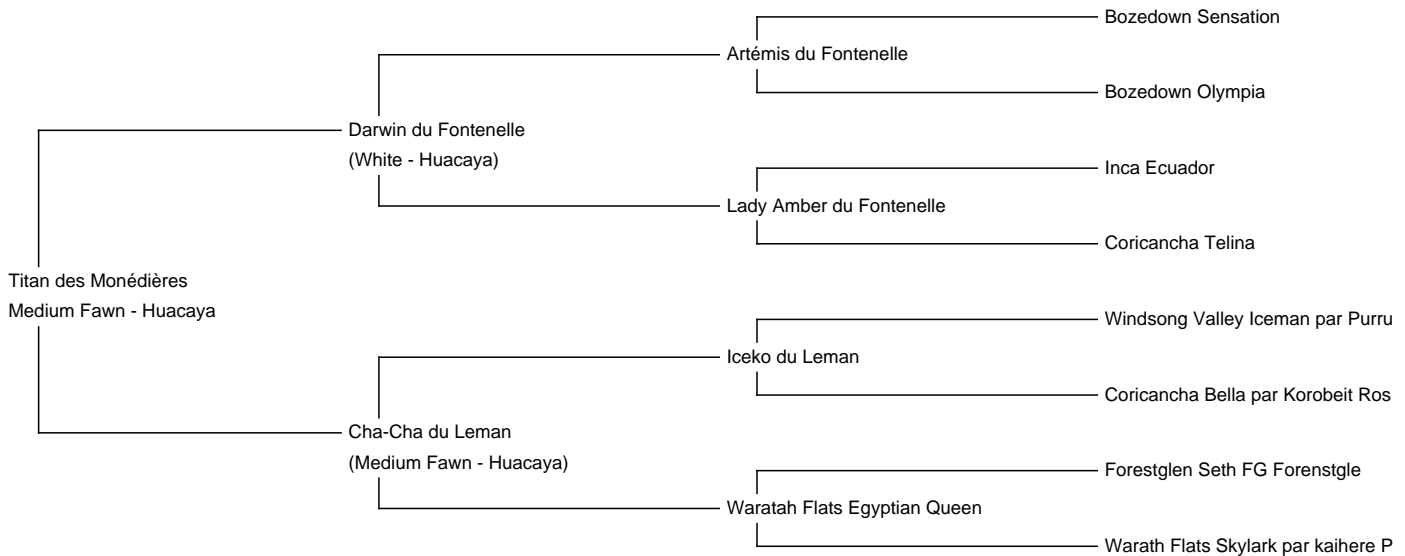 Bozedown Sensation
Artémis du Fontenelle
Bozedown Olympia
Darwin du Fontenelle
(White - Huacaya)
Inca Ecuador
Lady Amber du Fontenelle
Coricancha Telina
Titan des Monédières
Medium Fawn - Huacaya
Windsong Valley Iceman par Purru
Iceko du Leman
Coricancha Bella par Korobeit Ros
Cha-Cha du Leman
(Medium Fawn - Huacaya)
Forestglen Seth FG Forenstgle
Waratah Flats Egyptian Queen
Warath Flats Skylark par kaihere P